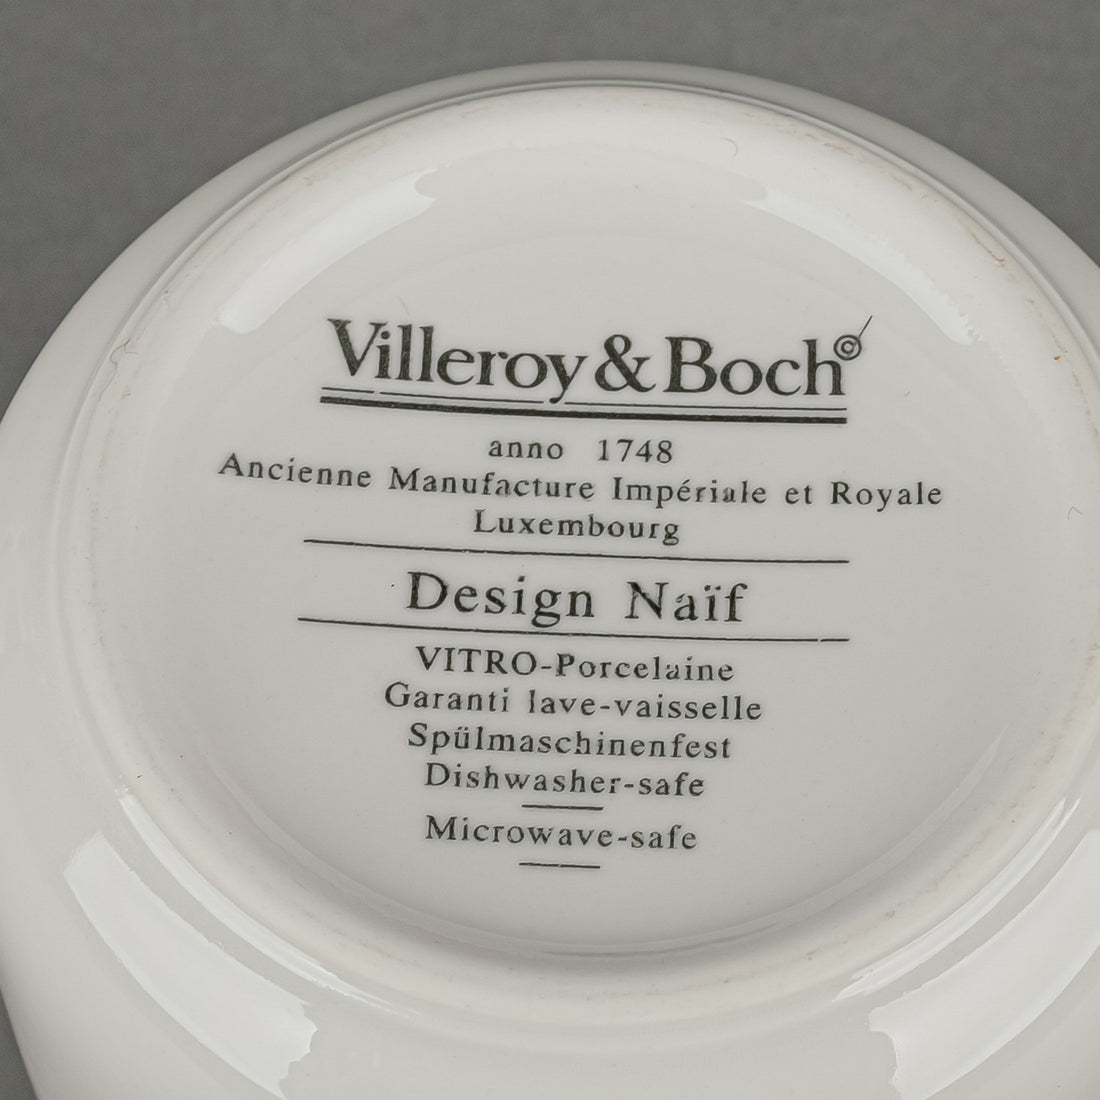 Villeroy & Boch©
anno 1748
Ancienne Manufacture Impériale et Royale
Luxembourg
Design Naïf
VITRO-Porcelaine
Garanti lave-vaisselle
Spülmaschinenfest
Dishwasher-safe
Microwave-safe